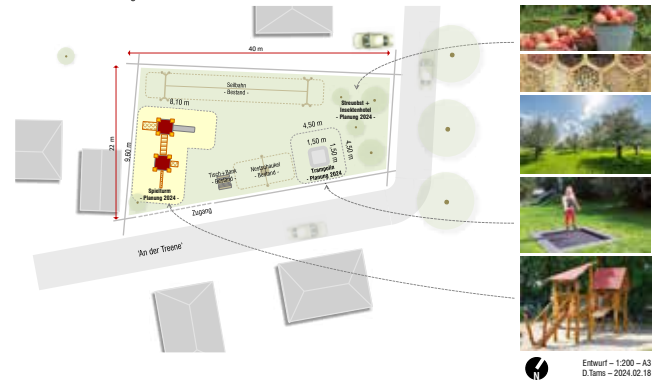 40 m
22 m
Seilbahn
- Bestand -
8,10 m
9,60 m
Streuobst +
Insektenhotel
- Planung 2024 -
4,50 m
4,50 m
1,50 m
1,50 m
Trampolin
- Planung 2024 -
Nestschaukel
- Bestand -
Tisch + Bank
- Bestand -
Spielturm
- Planung 2024 -
Zugang
'An der Treene'
N
Entwurf – 1:200 – A3
D.Tams – 2024.02.18